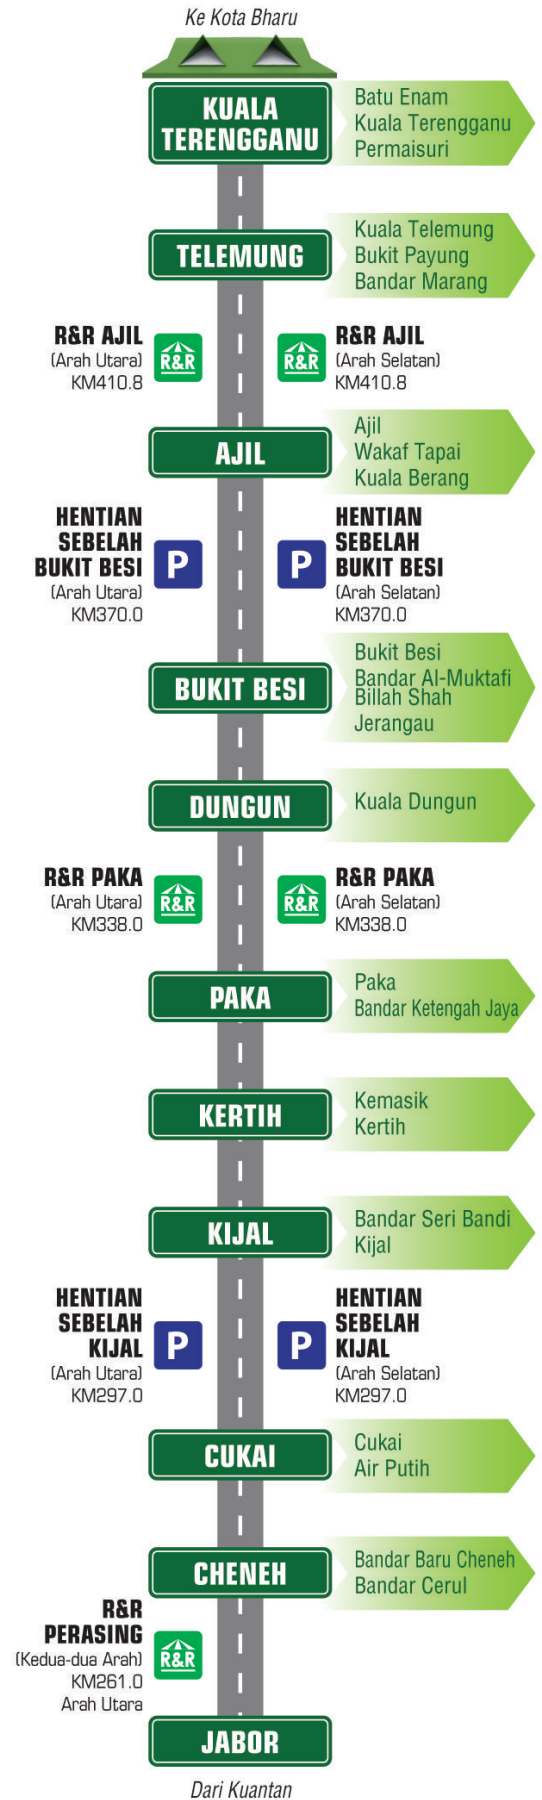 Ke Kota Bharu
KUALA
TERENGGANU
Batu Enam
Kuala Terengganu
Permaisuri
TELEMUNG
Kuala Telemung
Bukit Payung
Bandar Marang
R&R AJIL
(Arah Utara)
KM410.8
R&R
R&R
R&R AJIL
(Arah Selatan)
KM410.8
AJIL
Ajil
Wakaf Tapai
Kuala Berang
HENTIAN
SEBELAH
BUKIT BESI
(Arah Utara)
KM370.0
P
P
HENTIAN
SEBELAH
BUKIT BESI
(Arah Selatan)
KM370.0
BUKIT BESI
Bukit Besi
Bandar Al-Muktafi
Billah Shah
Jerangau
DUNGUN
Kuala Dungun
R&R PAKA
(Arah Utara)
KM338.0
R&R
R&R
R&R PAKA
(Arah Selatan)
KM338.0
PAKA
Paka
Bandar Ketengah Jaya
KERTIH
Kemasik
Kertih
KIJAL
Bandar Seri Bandi
Kijal
HENTIAN
SEBELAH
KIJAL
(Arah Utara)
KM297.0
P
P
HENTIAN
SEBELAH
KIJAL
(Arah Selatan)
KM297.0
CUKAI
Cukai
Air Putih
CHENEH
Bandar Baru Cheneh
Bandar Cerul
R&R
PERASING
(Kedua-dua Arah)
KM261.0
Arah Utara
R&R
JABOR
Dari Kuantan